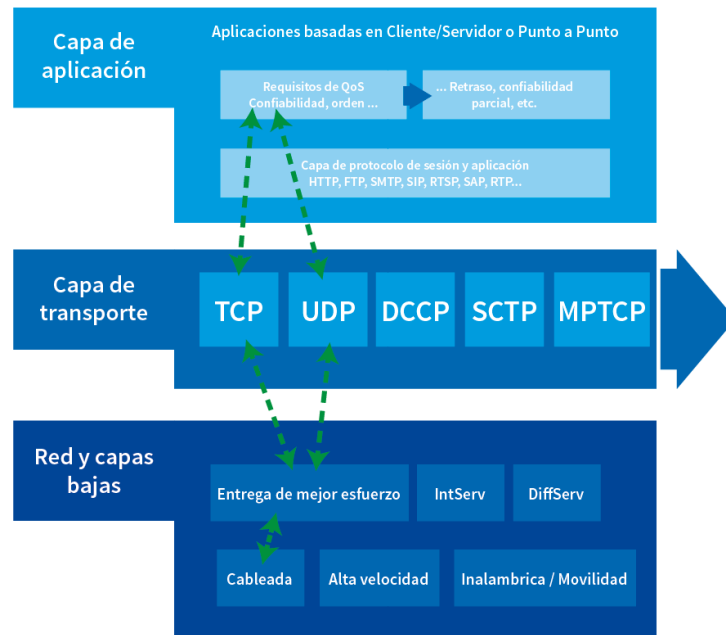 Capa de
aplicación
Aplicaciones basadas en Cliente/Servidor o Punto a Punto
Requisitos de QoS
Confiabilidad, orden ...
... Retraso, confiabilidad
parcial, etc.
Capa de protocolo de sesión y aplicación
HTTP, FTP, SMTP, SIP, RTSP, SAP, RTP...
Capa de
transporte
TCP
UDP
DCCP
SCTP
MPTCP
Red y capas
bajas
Entrega de mejor esfuerzo
IntServ
DiffServ
Cableada
Alta velocidad
Inalambrica / Movilidad